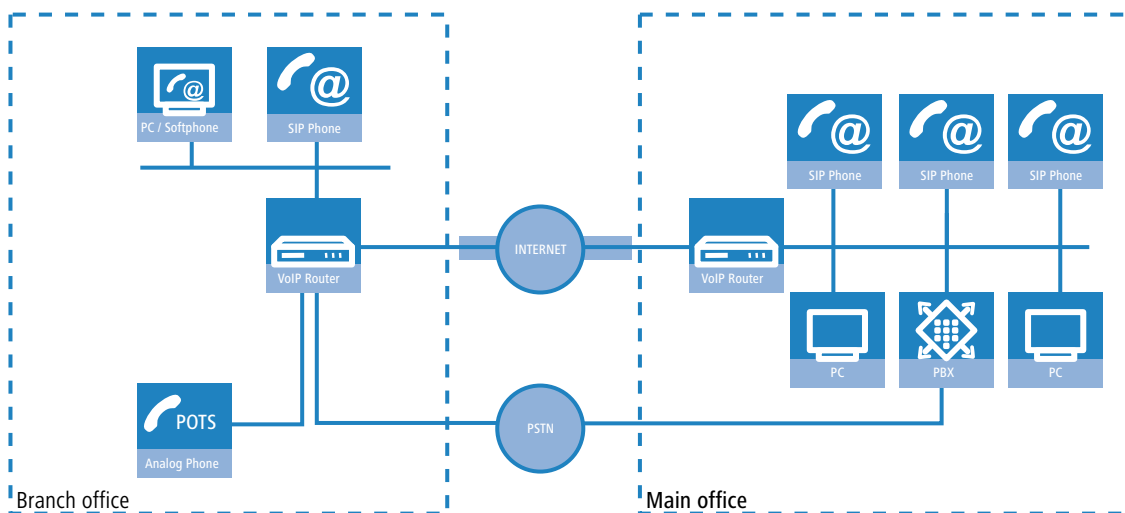 @
PC / Softphone
@
SIP Phone
VoIP Router
POTS
Analog Phone
Branch office
INTERNET
PSTN
@
SIP Phone
@
SIP Phone
@
SIP Phone
VoIP Router
PC
PBX
PC
Main office